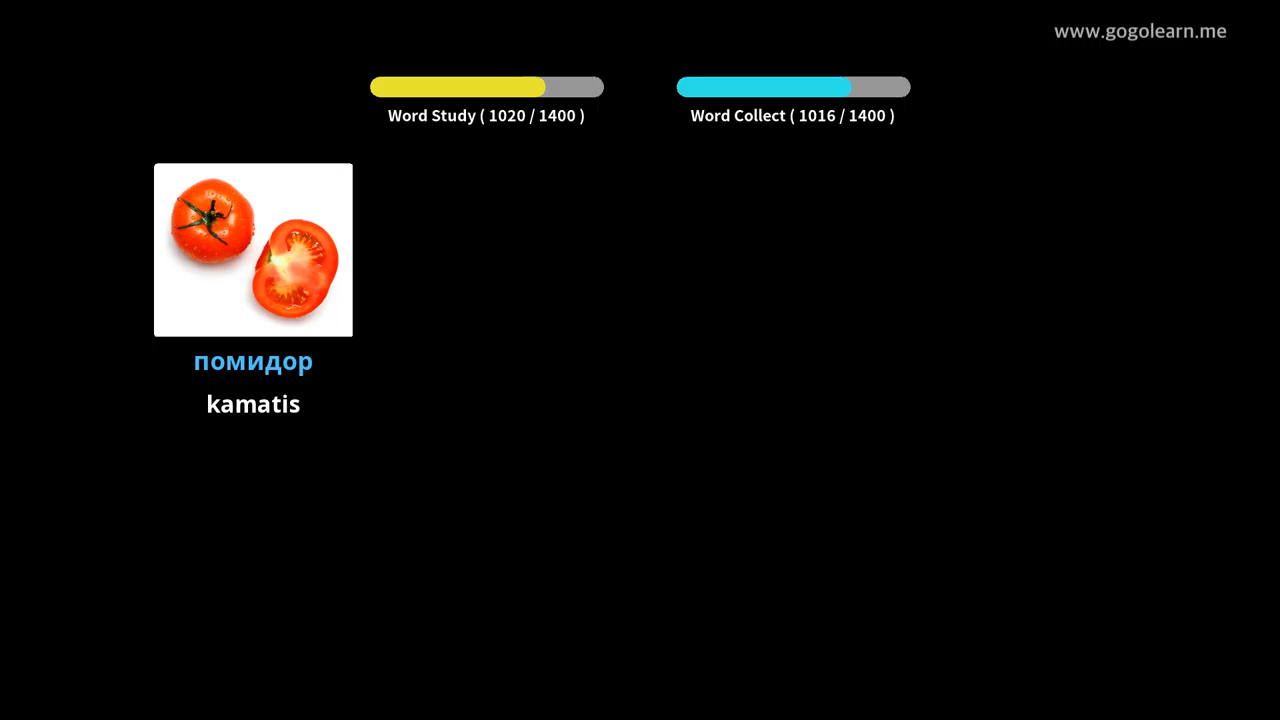 www.gogolearn.me
Word Study ( 1020 / 1400 )
Word Collect ( 1016 / 1400 )
помидор
kamatis